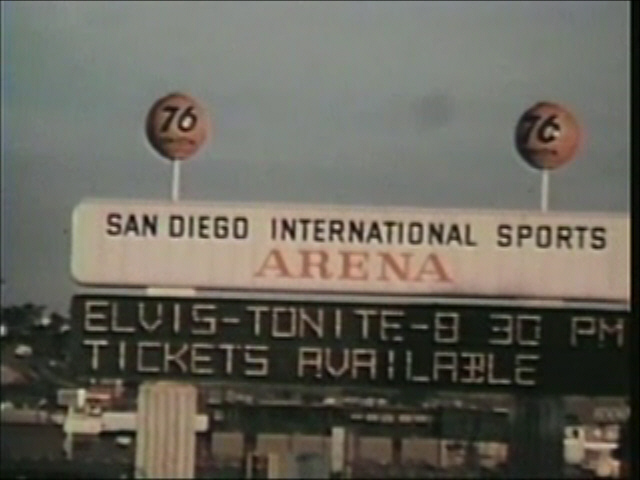 76
76
SAN DIEGO INTERNATIONAL SPORTS
ARENA
ELVIS-TONITE-8 30 PM
TICKETS AVAILABLE